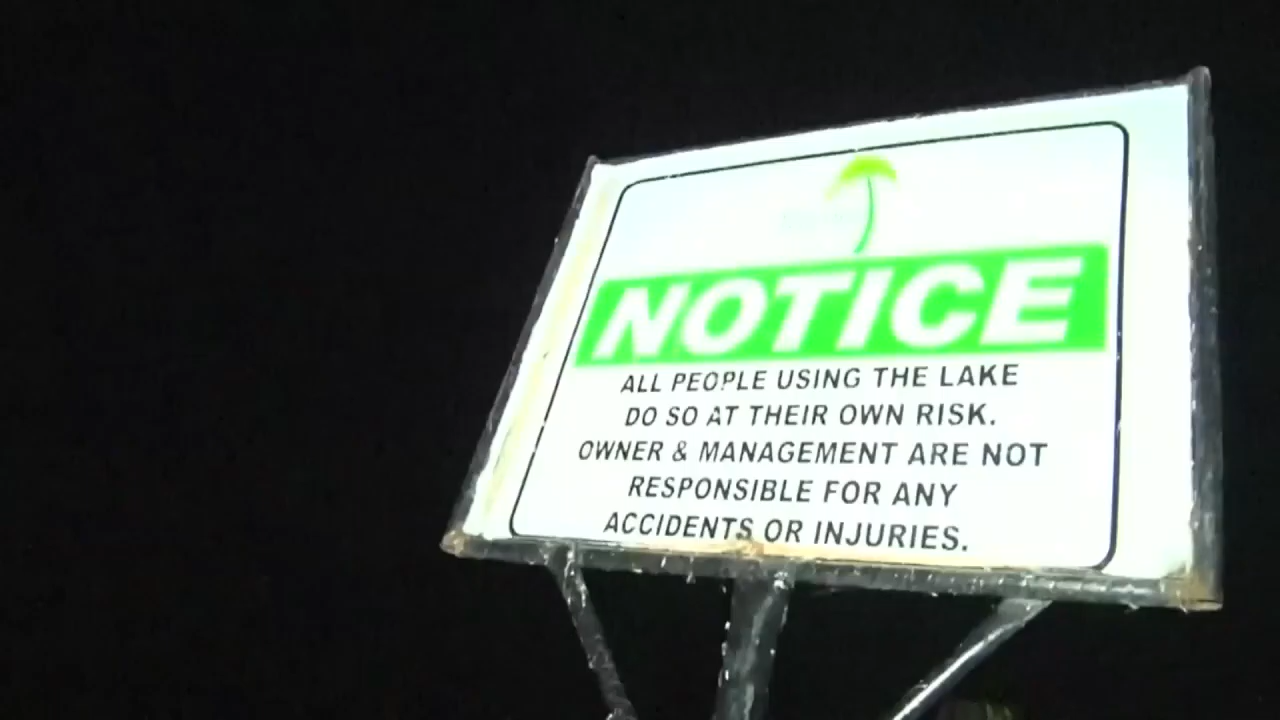 NOTICE
ALL PEOPLE USING THE LAKE
DO SO AT THEIR OWN RISK.
OWNER & MANAGEMENT ARE NOT
RESPONSIBLE FOR ANY
ACCIDENTS OR INJURIES.